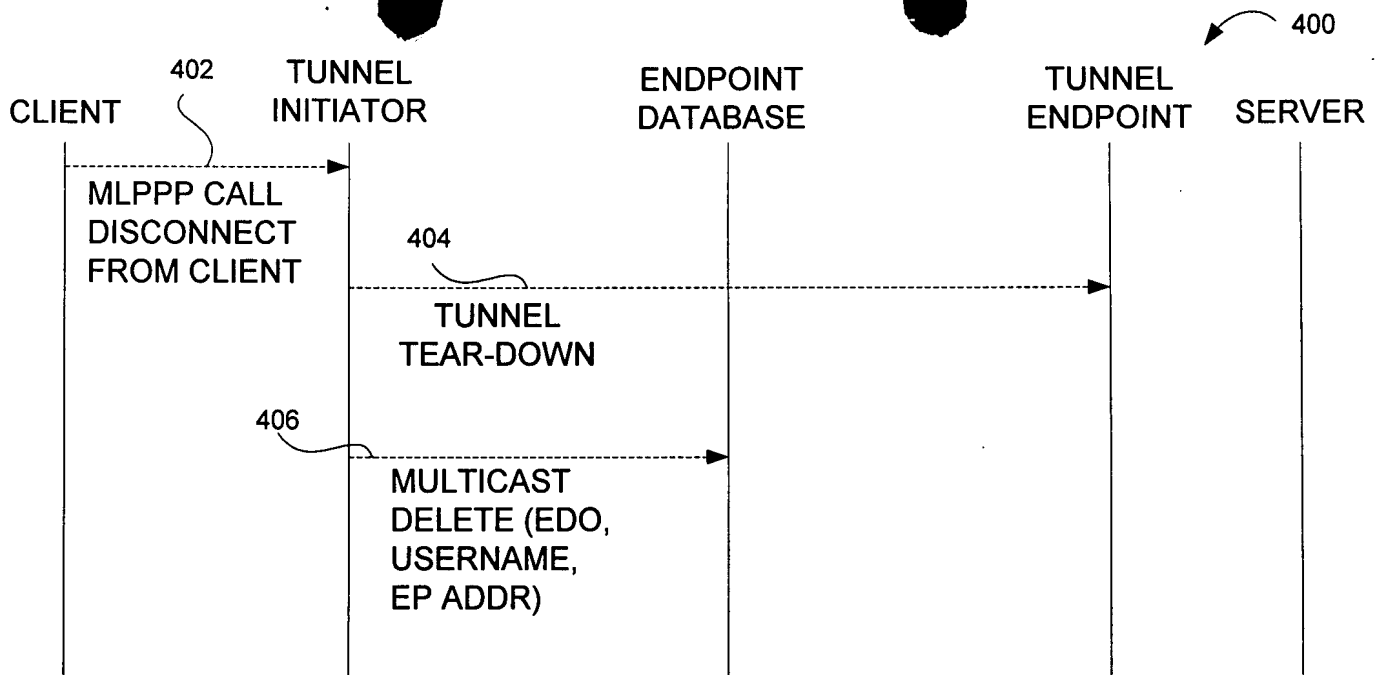 400
402
CLIENT
TUNNEL
INITIATOR
ENDPOINT
DATABASE
TUNNEL
ENDPOINT
SERVER
MLPPP CALL
DISCONNECT
FROM CLIENT
404
TUNNEL
TEAR-DOWN
406
MULTICAST
DELETE (EDO,
USERNAME,
EP ADDR)